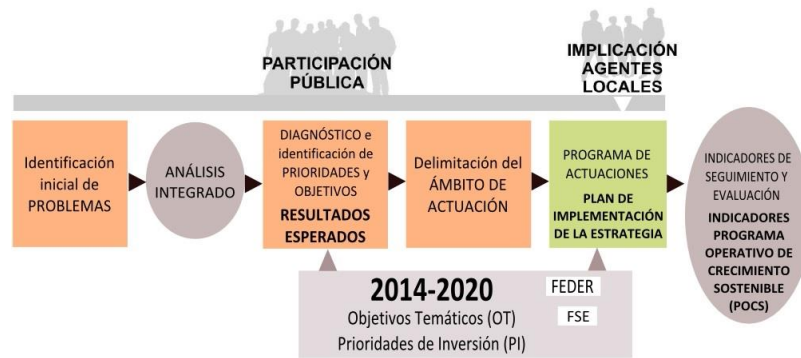 PARTICIPACIÓN
PÚBLICA
IMPLICACIÓN
AGENTES
LOCALES
Identificación
inicial de
PROBLEMAS
ANÁLISIS
INTEGRADO
DIAGNÓSTICO e
identificación de
PRIORIDADES y
OBJETIVOS
RESULTADOS
ESPERADOS
Delimitación del
ÁMBITO DE
ACTUACIÓN
PROGRAMA DE
ACTUACIONES
PLAN DE
IMPLEMENTACIÓN
DE LA ESTRATEGIA
INDICADORES DE
SEGUIMIENTO Y
EVALUACIÓN
INDICADORES
PROGRAMA
OPERATIVO DE
CRECIMIENTO
SOSTENIBLE
(POCS)
2014-2020
Objetivos Temáticos (OT)
Prioridades de Inversión (PI)
FEDER
FSE